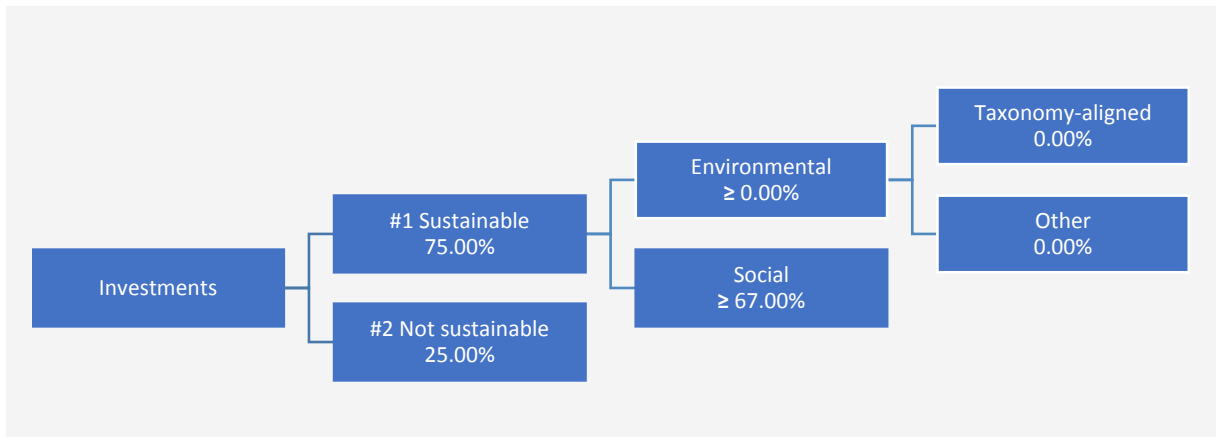 Investments
#1 Sustainable
75.00%
#2 Not sustainable
25.00%
Environmental
≥ 0.00%
Social
≥ 67.00%
Taxonomy-aligned
0.00%
Other
0.00%